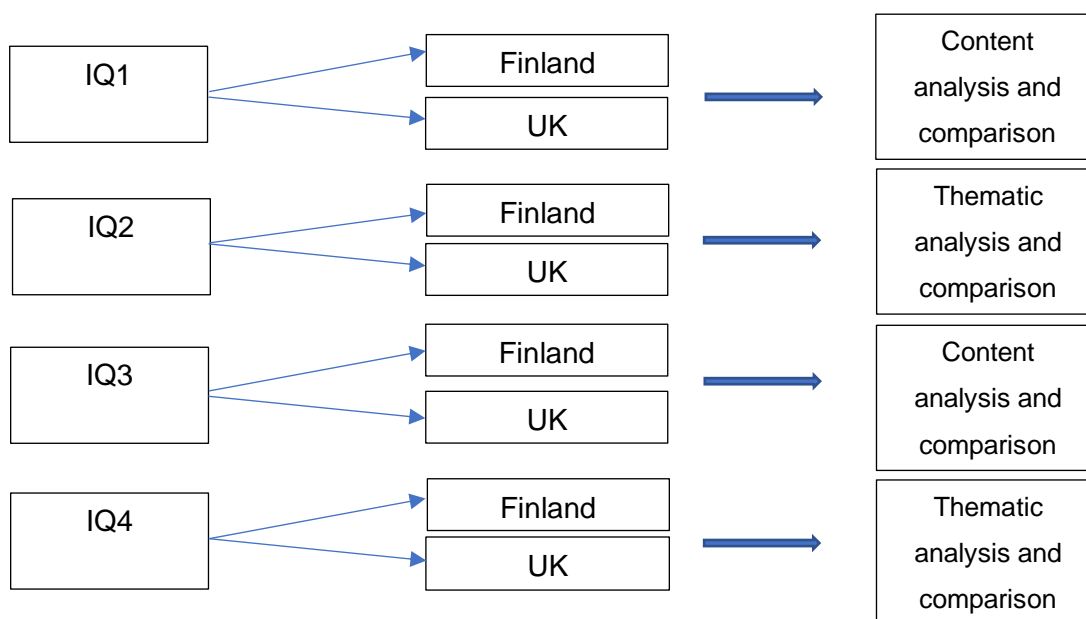 IQ1
Finland
UK
Content
analysis and
comparison
IQ2
Finland
UK
Thematic
analysis and
comparison
IQ3
Finland
UK
Content
analysis and
comparison
IQ4
Finland
UK
Thematic
analysis and
comparison